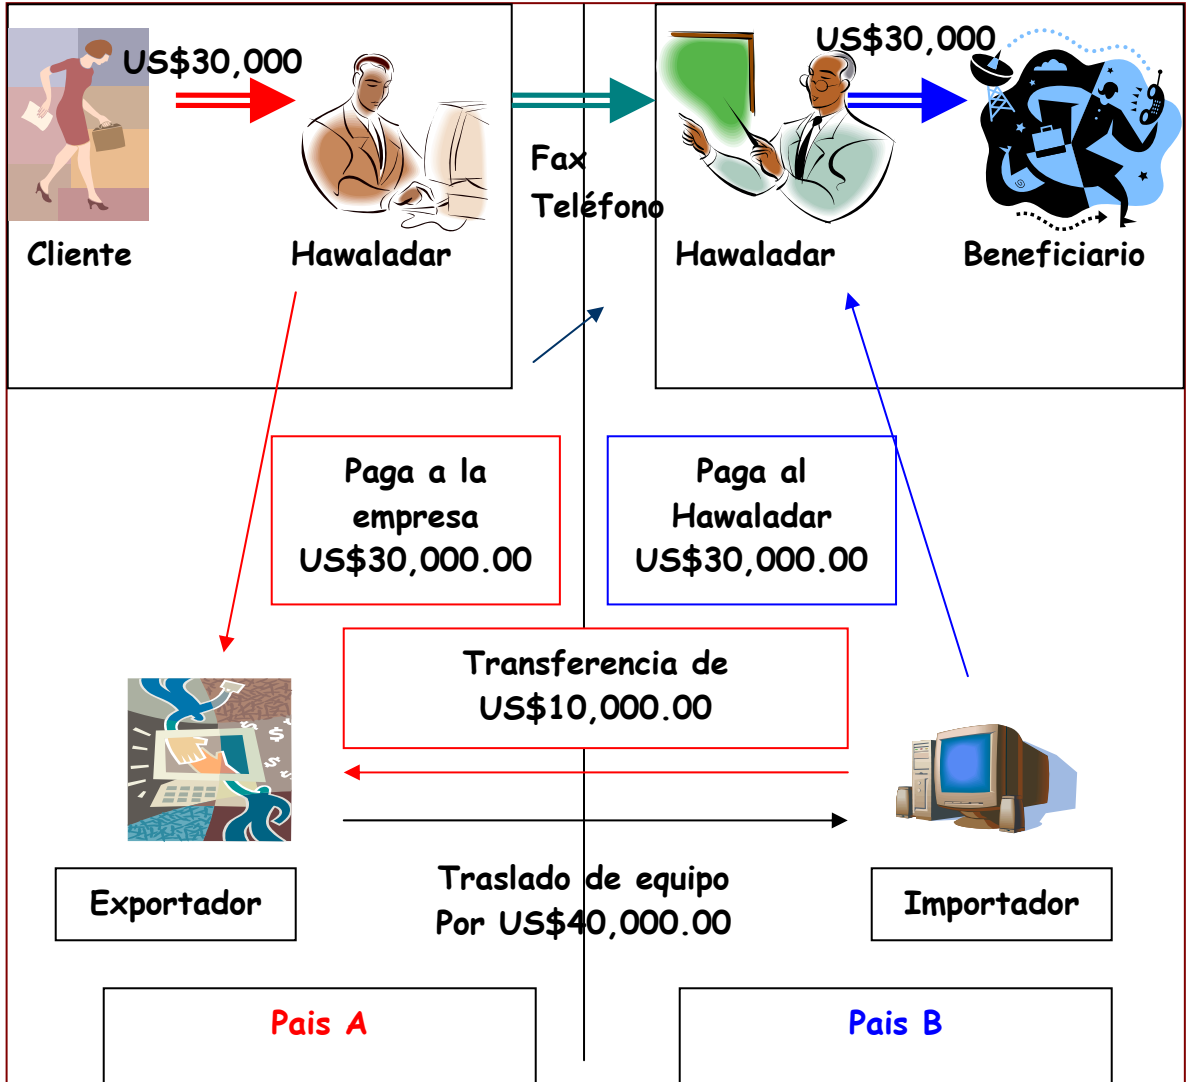 US$30,000
US$30,000
Fax
Teléfono
Cliente
Hawaladar
Hawaladar
Beneficiario
Paga a la
empresa
US$30,000.00
Paga al
Hawaladar
US$30,000.00
Transferencia de
US$10,000.00
Traslado de equipo
Por US$40,000.00
Exportador
Importador
Pais A
Pais B